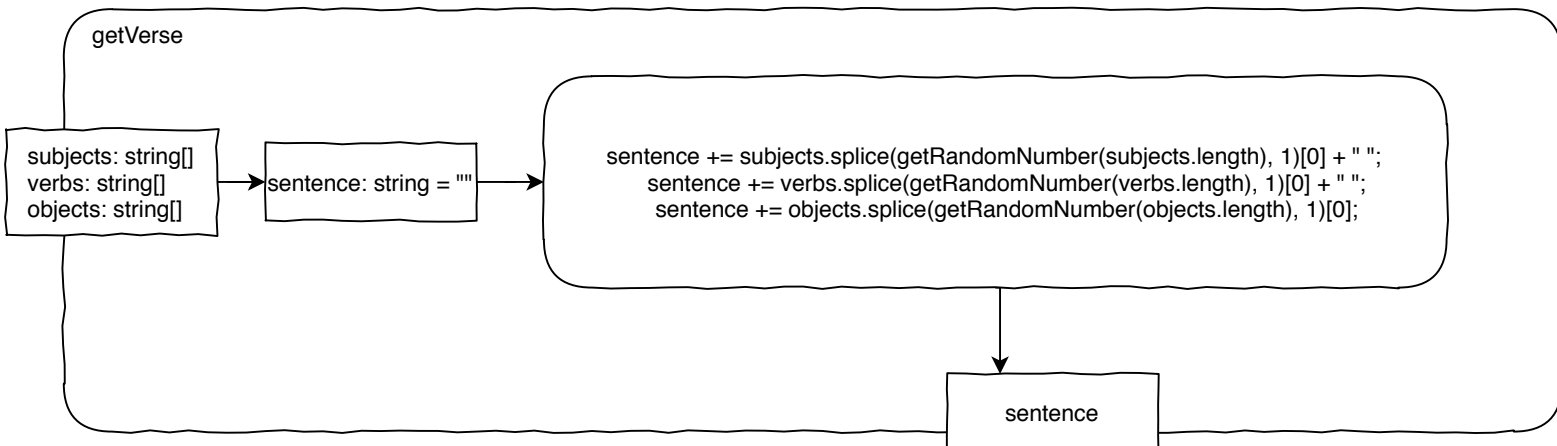 getVerse
subjects: string[]
verbs: string[]
objects: string[]
sentence: string = ""
sentence += subjects.splice(getRandomNumber(subjects.length), 1)[0] + " ";
sentence += verbs.splice(getRandomNumber(verbs.length), 1)[0] + " ";
sentence += objects.splice(getRandomNumber(objects.length), 1)[0];
sentence